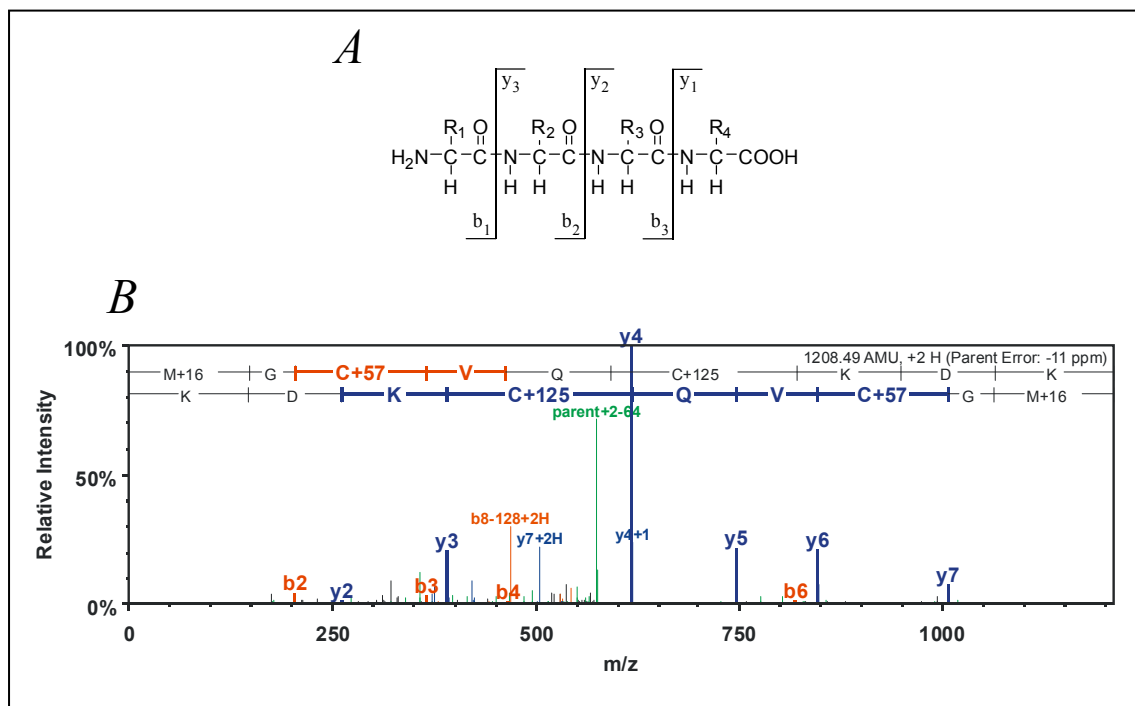 A
y3 y2 y1
R1 O R2 O R3 O R4
H2N C C N C C N C C N C COOH
H H H H H H H
b1 b2 b3
B
y4
100%
1208.49 AMU, +2 H (Parent Error: -11 ppm)
M+16 G C+57 V Q C+125 K D K
K D K C+125 Q V C+57 G M+16
parent+2-64
50%
b8-128+2H
y7+2H y4+1
y3 y5 y6
b2 y2 b3 b4 b6 y7
0%
0 250 500 750 1000
m/z
Relative Intensity